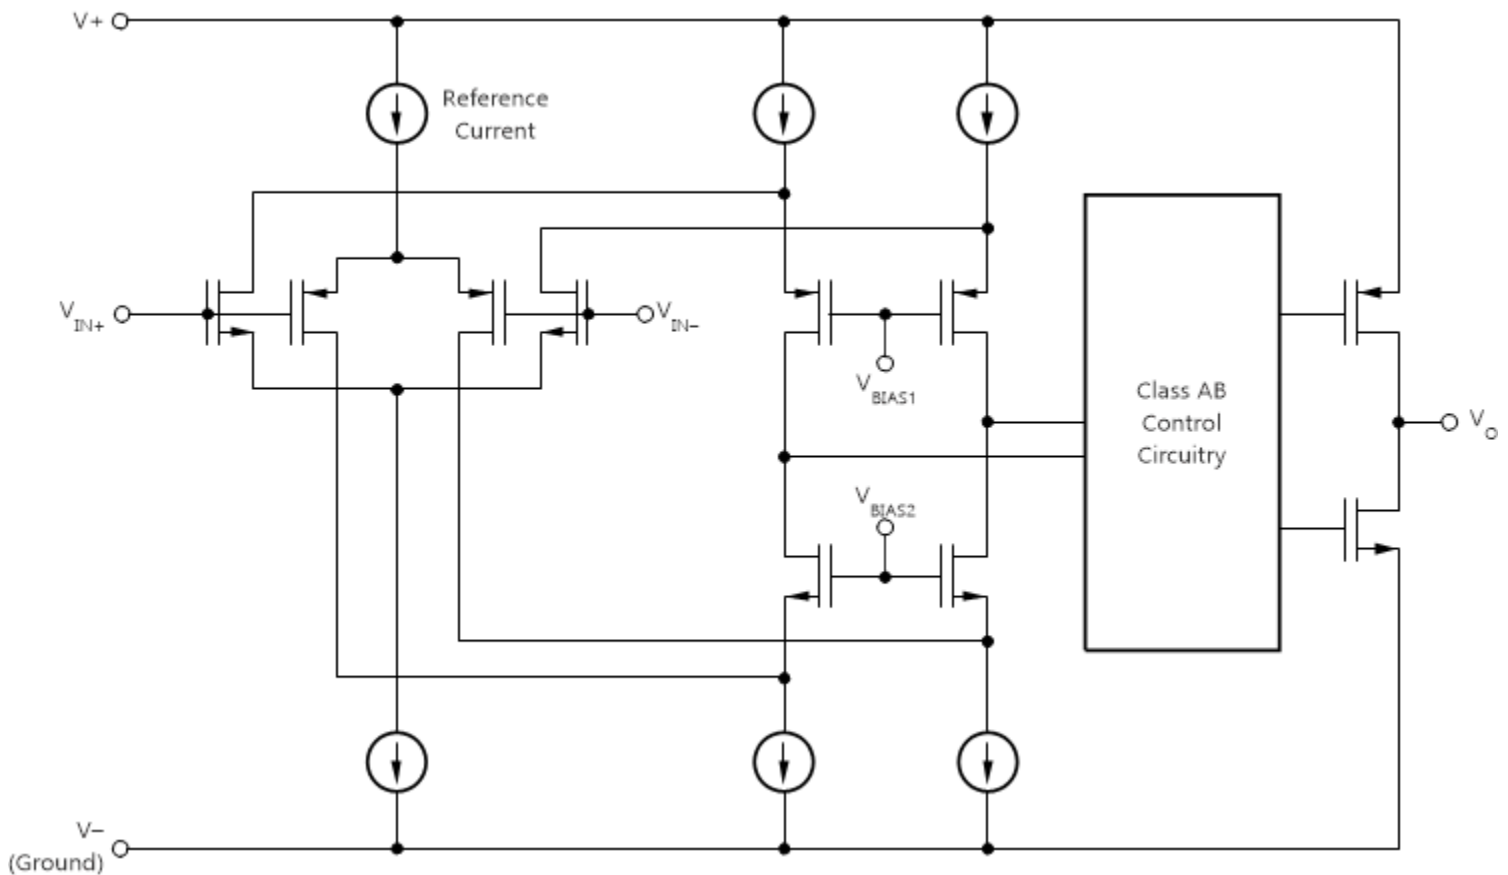 V+
Reference
Current
VIN+
VIN−
VBIAS1
Class AB
Control
Circuitry
VO
VBIAS2
V−
(Ground)